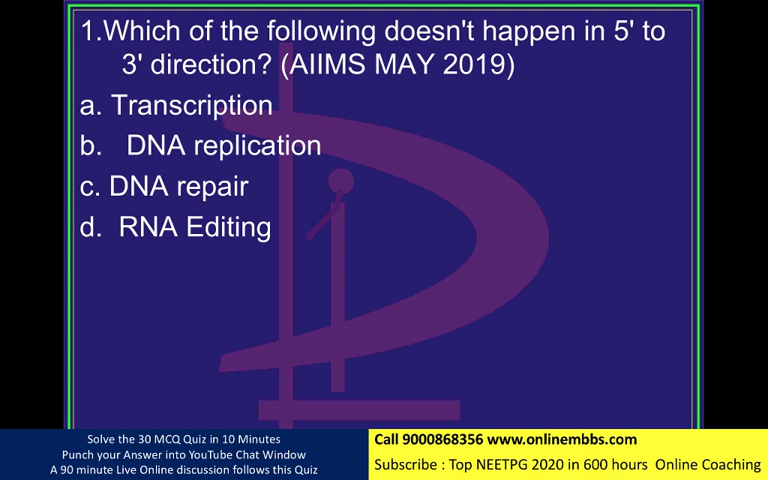 1.Which of the following doesn't happen in 5' to
3' direction? (AIIMS MAY 2019)
a. Transcription
b. DNA replication
c. DNA repair
d. RNA Editing
Solve the 30 MCQ Quiz in 10 Minutes
Punch your Answer into YouTube Chat Window
A 90 minute Live Online discussion follows this Quiz
Call 9000868356 www.onlinembbs.com
Subscribe : Top NEETPG 2020 in 600 hours Online Coaching